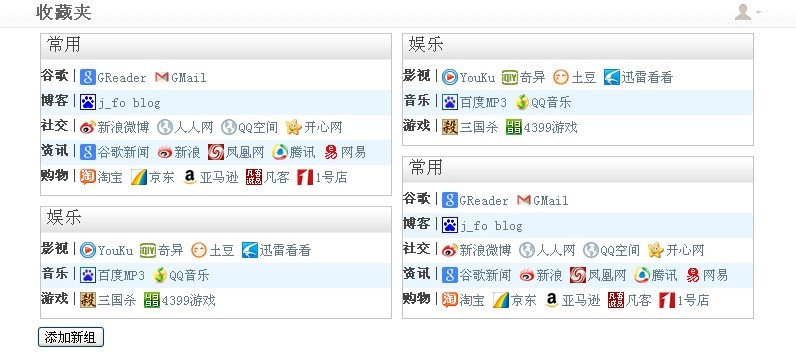 收藏夹
常用
谷歌 | GReader GMail
博客 | j_fo blog
社交 | 新浪微博 人人网 QQ空间 开心网
资讯 | 谷歌新闻 新浪 凤凰网 腾讯 网易
购物 | 淘宝 京东 亚马逊 凡客 1号店
娱乐
影视 | YouKu 奇异 土豆 迅雷看看
音乐 | 百度MP3 QQ音乐
游戏 | 三国杀 4399游戏
娱乐
影视 | YouKu 奇异 土豆 迅雷看看
音乐 | 百度MP3 QQ音乐
游戏 | 三国杀 4399游戏
常用
谷歌 | GReader GMail
博客 | j_fo blog
社交 | 新浪微博 人人网 QQ空间 开心网
资讯 | 谷歌新闻 新浪 凤凰网 腾讯 网易
购物 | 淘宝 京东 亚马逊 凡客 1号店
添加新组